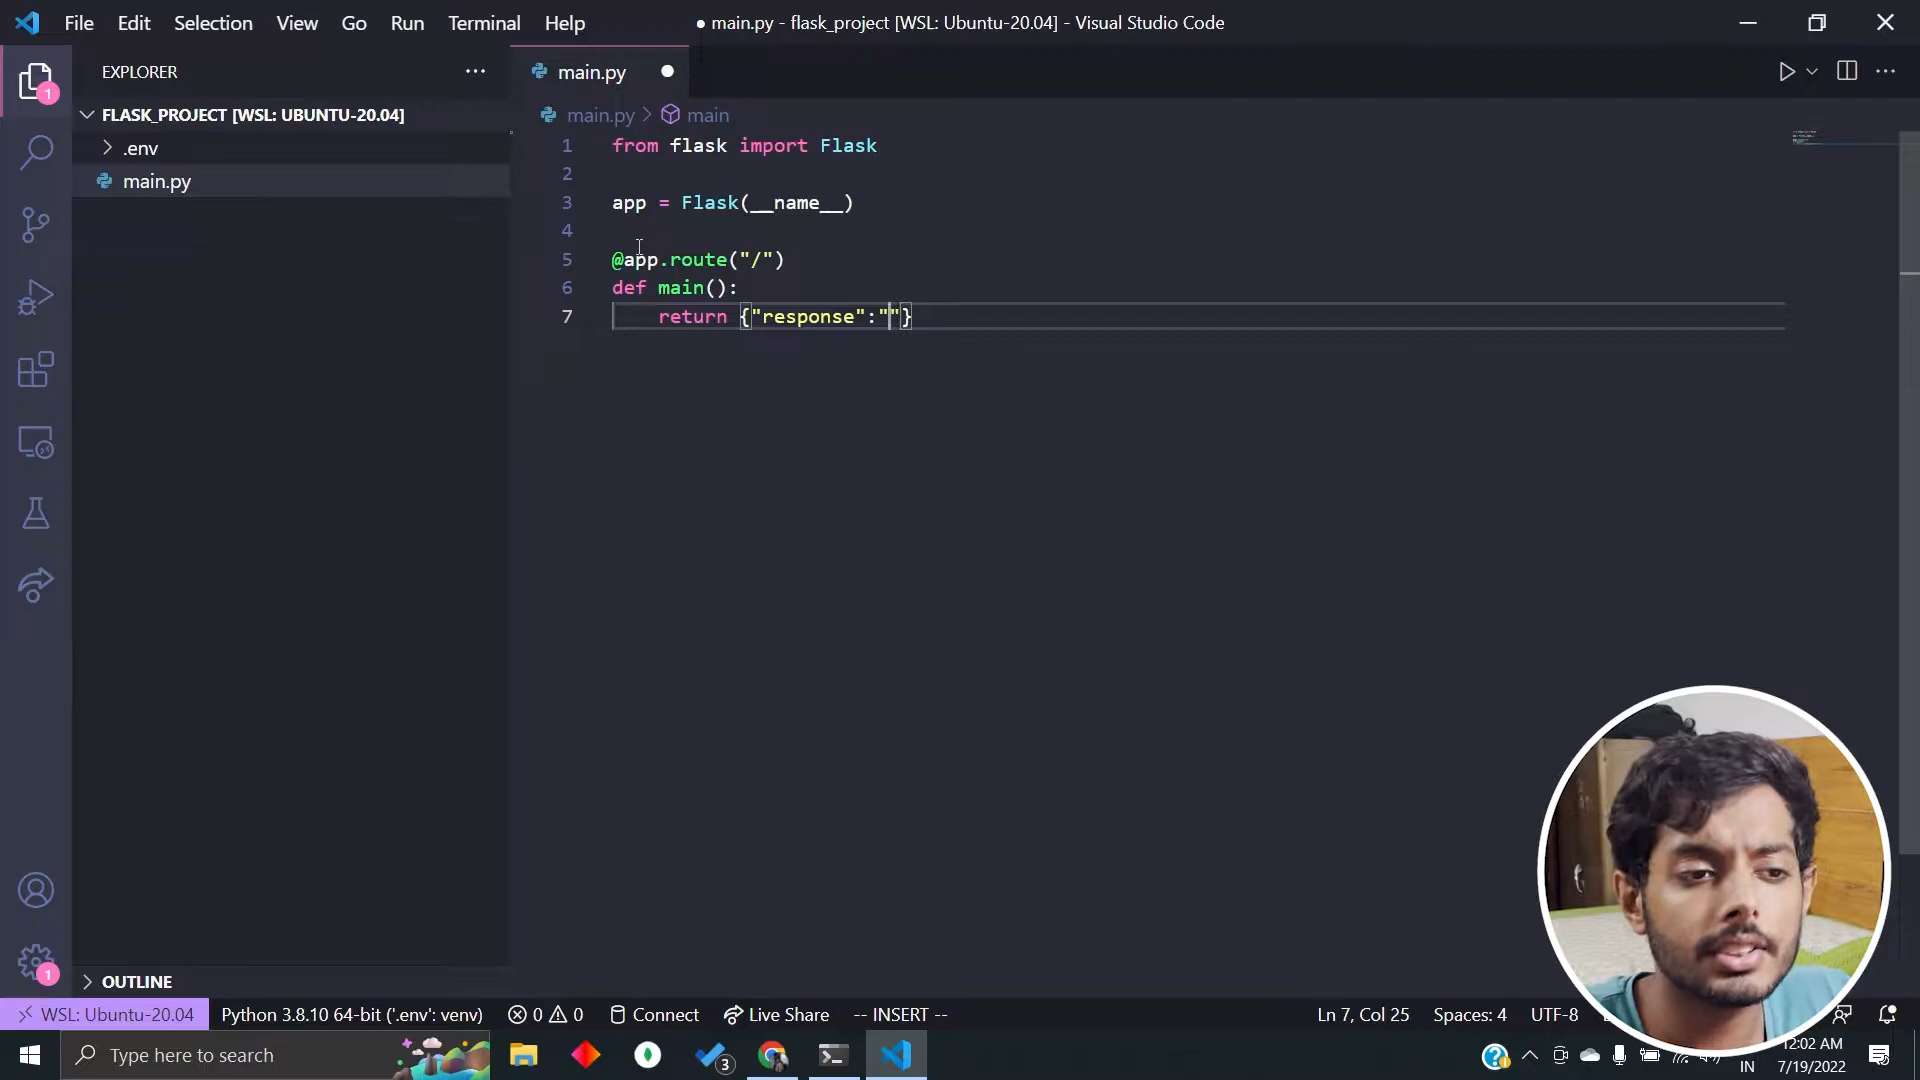 File Edit Selection View Go Run Terminal Help
● main.py - flask_project [WSL: Ubuntu-20.04] - Visual Studio Code
1
EXPLORER
main.py
FLASK_PROJECT [WSL: UBUNTU-20.04]
.env
main.py
main.py > main
1 from flask import Flask
2
3 app = Flask(__name__)
4
5 @app.route("/")
6 def main():
7 return {"response":""}
1
OUTLINE
WSL: Ubuntu-20.04 Python 3.8.10 64-bit ('.env': venv) 0 0 Connect Live Share -- INSERT -- Ln 7, Col 25 Spaces: 4 UTF-8
Type here to search
3
12:02 AM
IN 7/19/2022